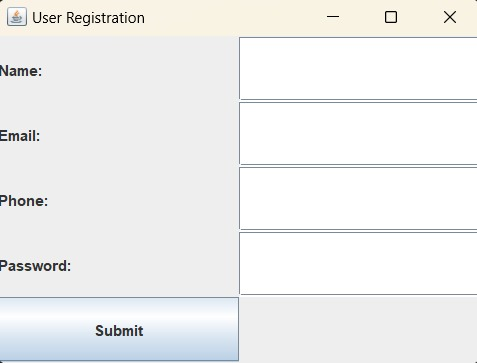 User Registration
Name:
Email:
Phone:
Password:
Submit